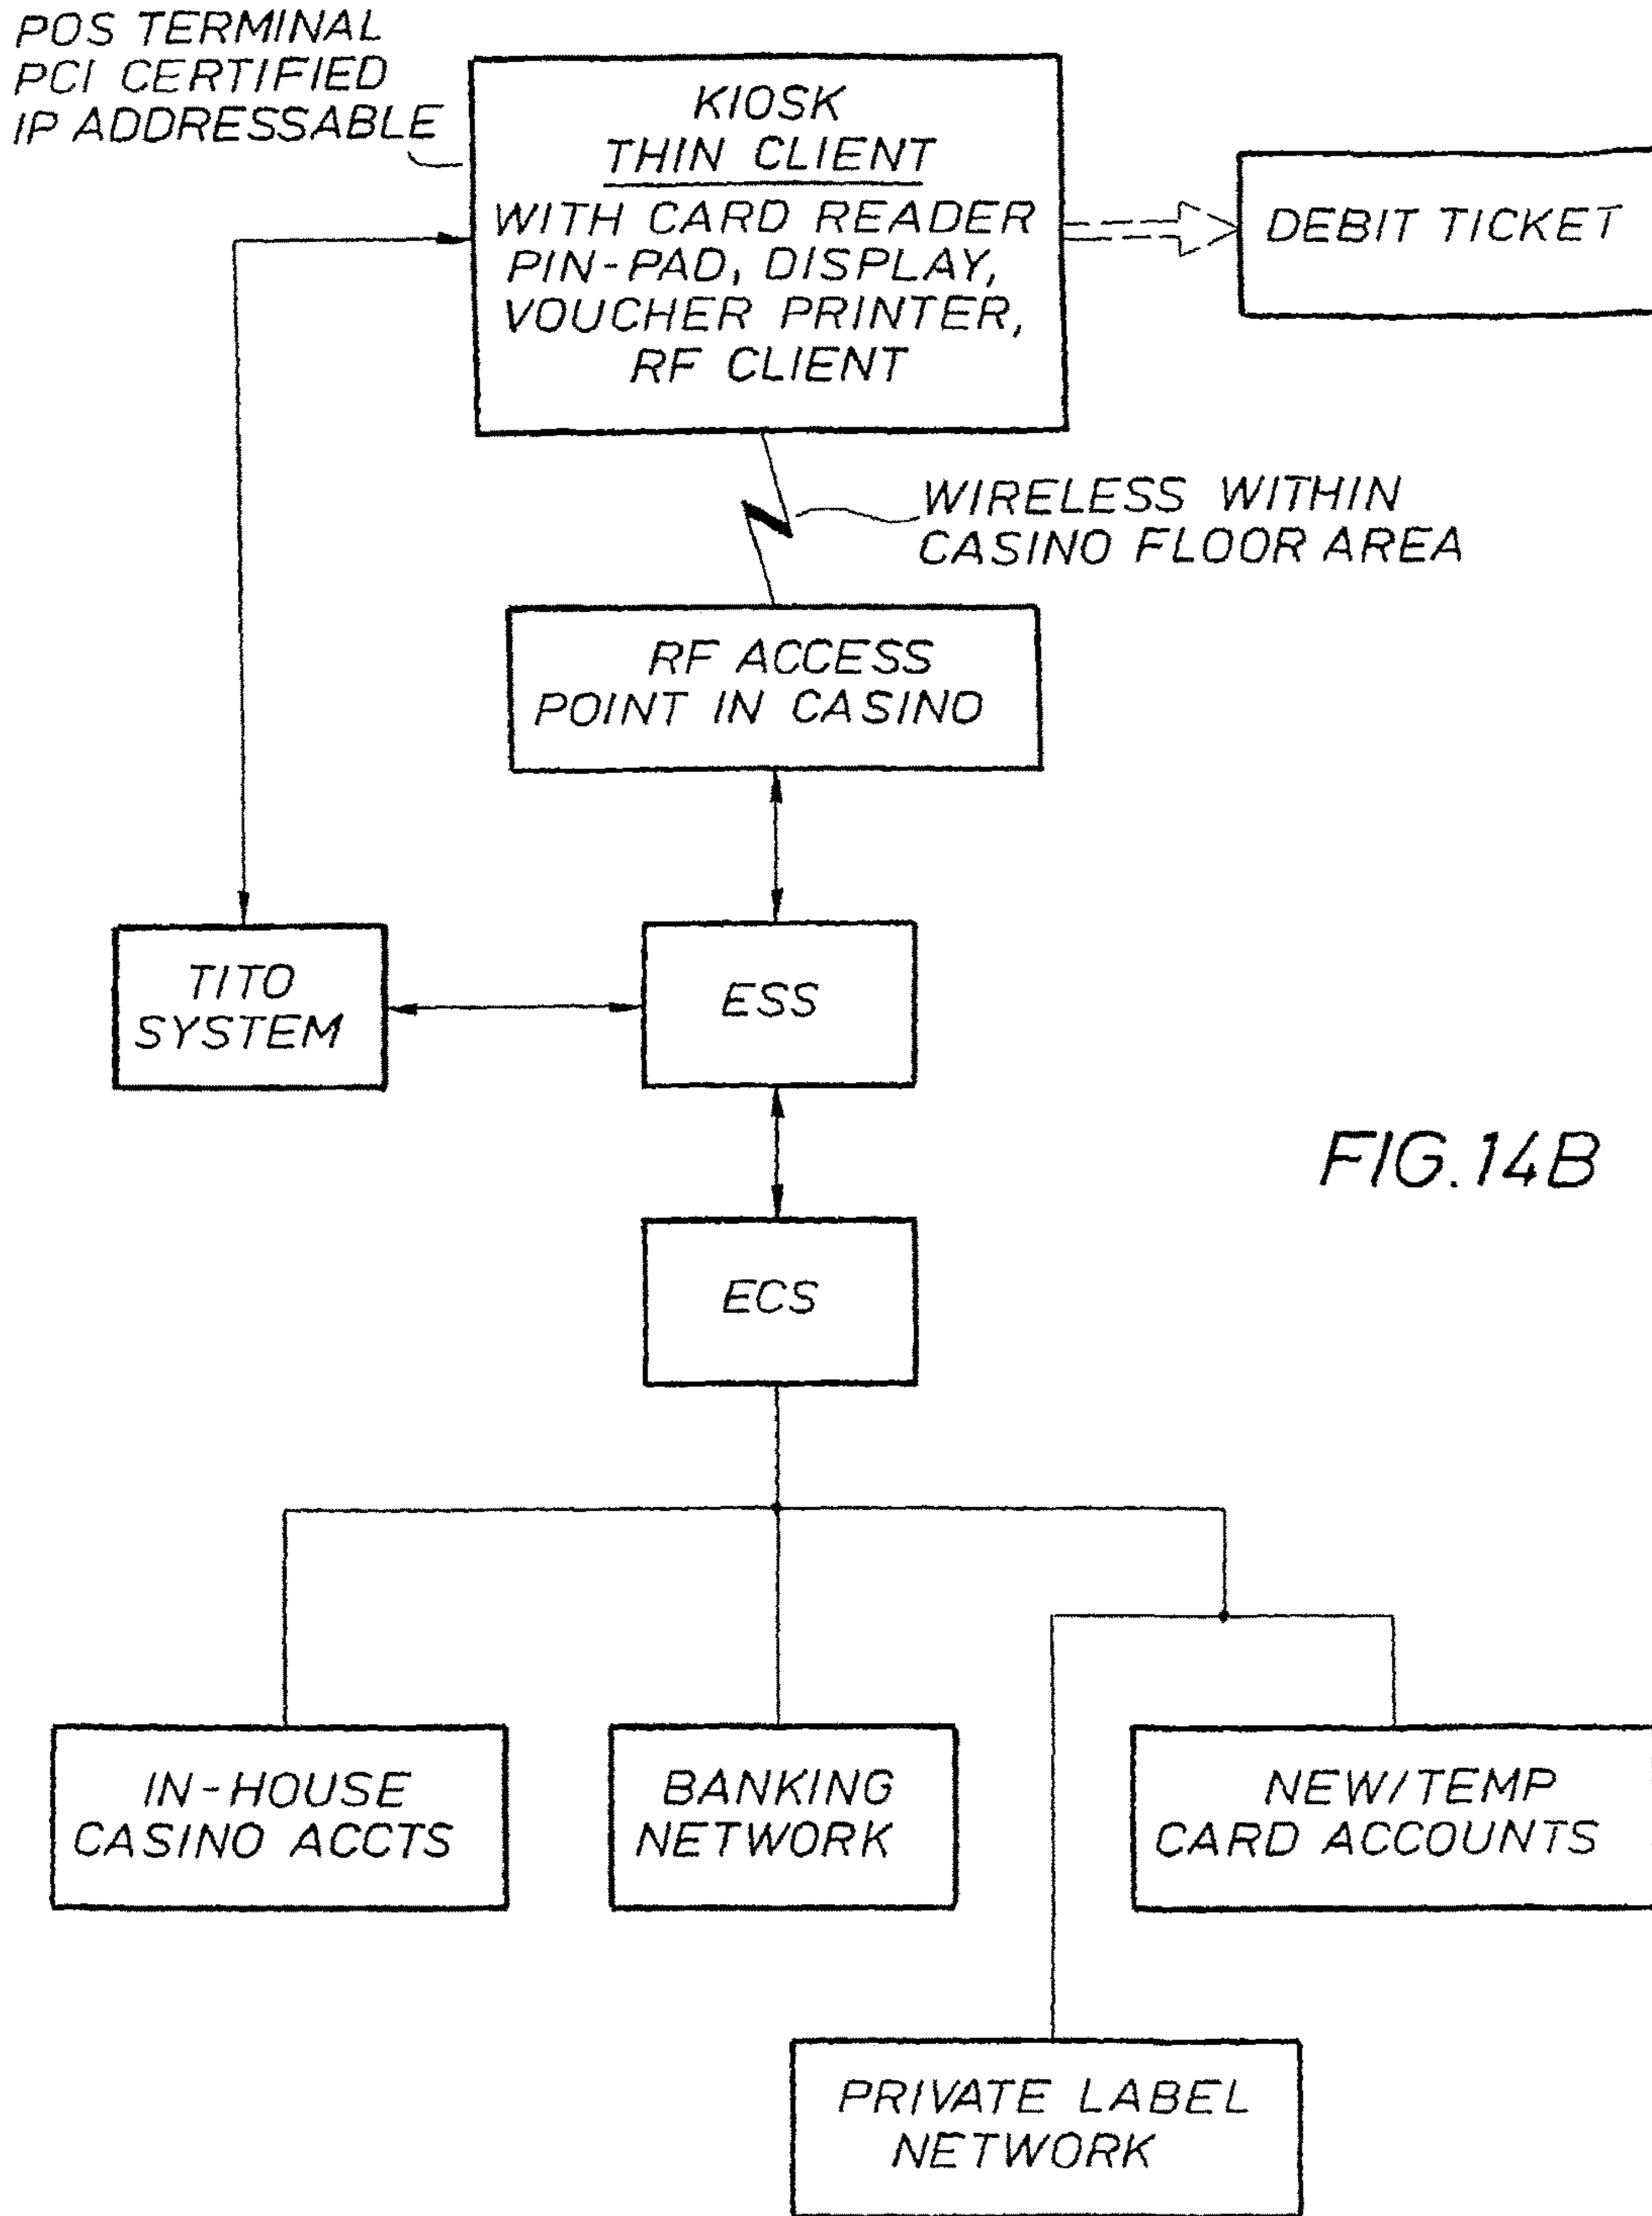 POS TERMINAL
PCI CERTIFIED
IP ADDRESSABLE
KIOSK
THIN CLIENT
WITH CARD READER
PIN-PAD, DISPLAY,
VOUCHER PRINTER,
RF CLIENT
DEBIT TICKET
WIRELESS WITHIN
CASINO FLOOR AREA
RF ACCESS
POINT IN CASINO
TITO
SYSTEM
ESS
ECS
FIG. 14B
IN-HOUSE
CASINO ACCTS
BANKING
NETWORK
NEW/TEMP
CARD ACCOUNTS
PRIVATE LABEL
NETWORK